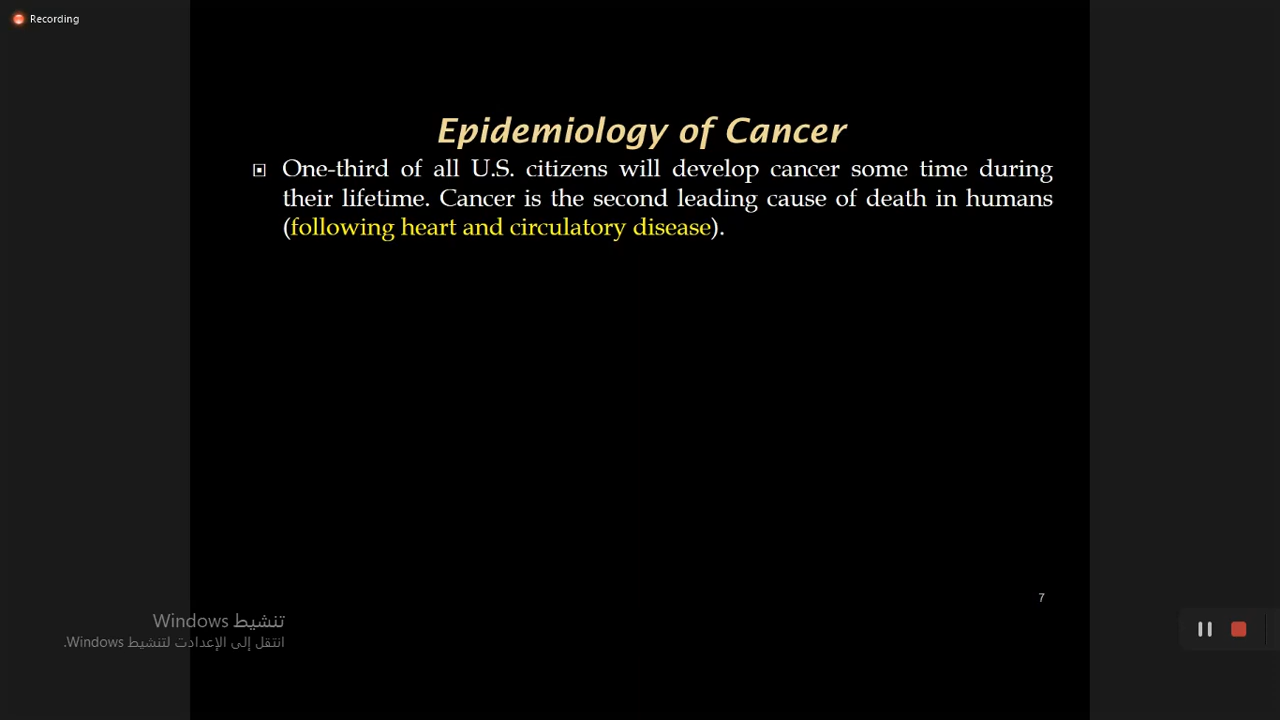 Recording
Epidemiology of Cancer
One-third of all U.S. citizens will develop cancer some time during
their lifetime. Cancer is the second leading cause of death in humans
(following heart and circulatory disease).
7
تنشيط Windows
انتقل إلى الإعدادت لتنشيط Windows.